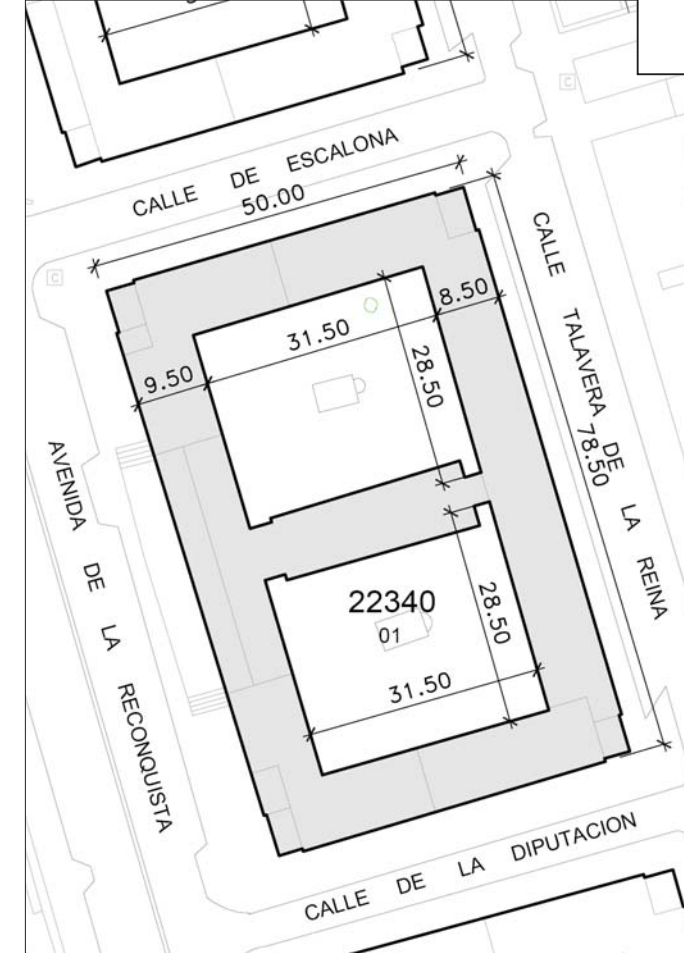 CALLE DE ESCALONA
50.00
C
C
8.50
31.50
9.50
28.50
CALLE TALAVERA DE LA REINA
78.50
AVENIDA DE LA RECONQUISTA
22340
01
28.50
31.50
CALLE DE LA DIPUTACION